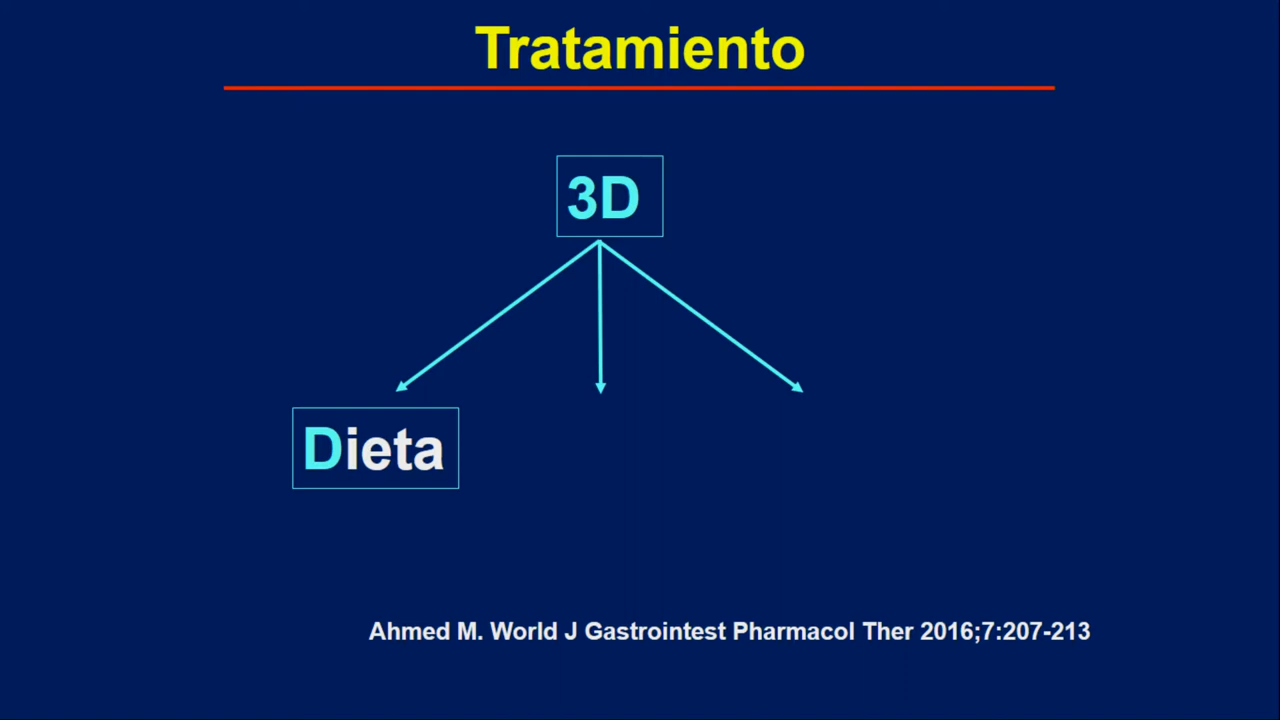 Tratamiento
3D
Dieta
Ahmed M. World J Gastrointest Pharmacol Ther 2016;7:207-213